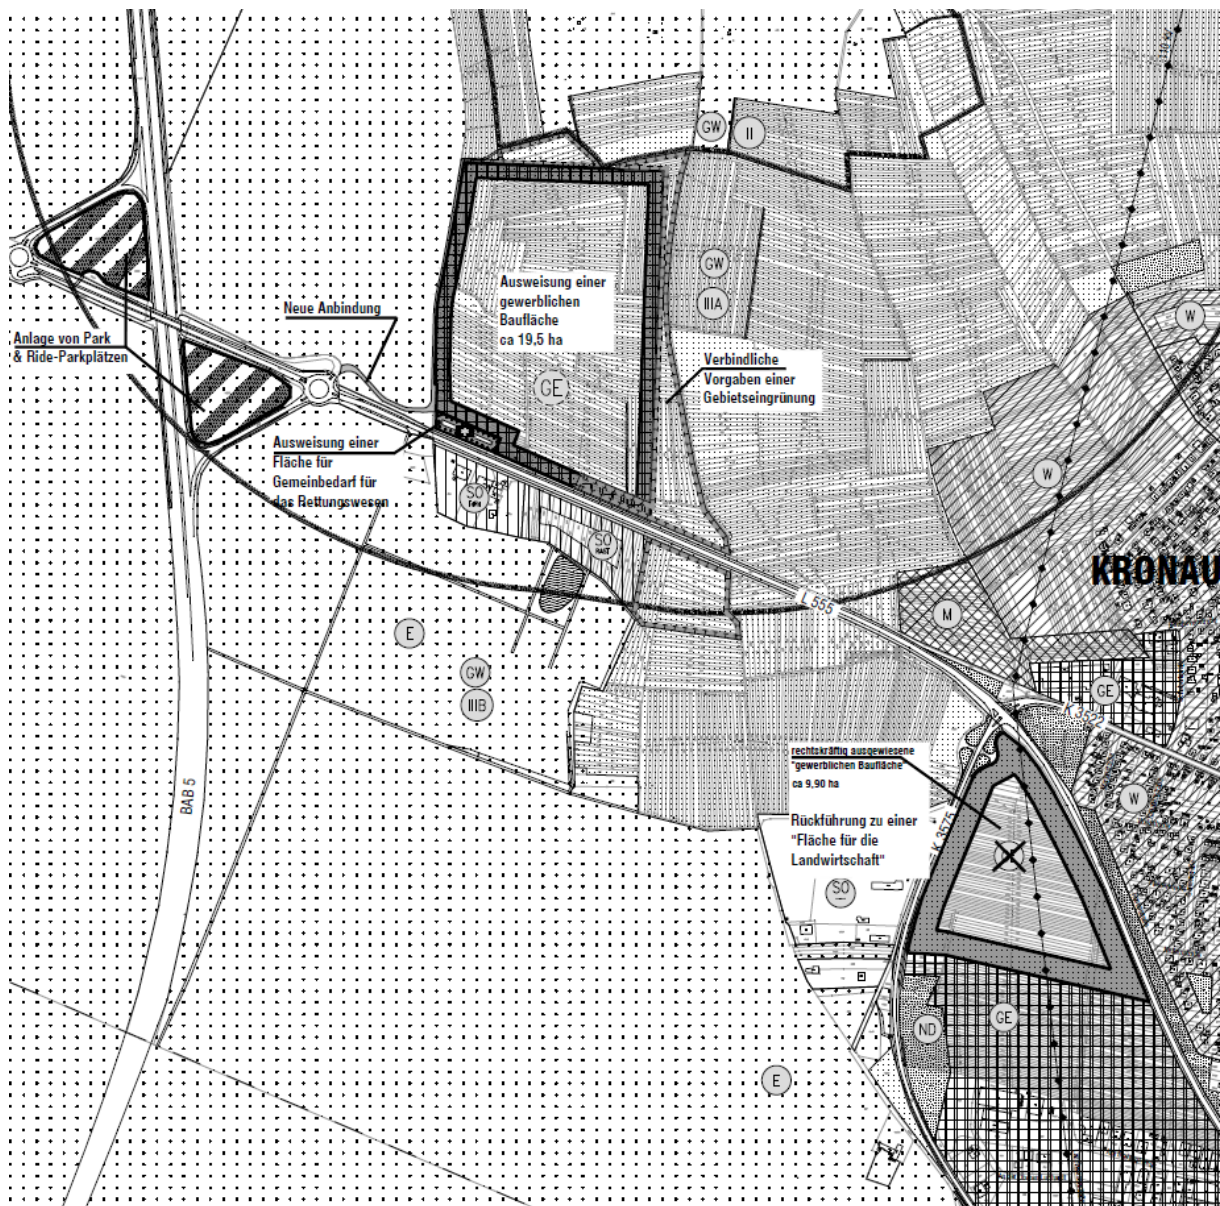 GW
II
GW
IIIA
Ausweisung einer
gewerblichen
Baufläche
ca 19,5 ha
Neue Anbindung
W
Anlage von Park
& Ride-Parkplätzen
Verbindliche
Vorgaben einer
Gebietseingrünung
GE
Ausweisung einer
Fläche für
Gemeinbedarf für
das Rettungswesen
W
SO
SO
RAST
KRONAU
L 555
M
E
GW
IIIB
GE
K 3522
rechtskräftig ausgewiesene
"gewerblichen Baufläche"
ca 9,90 ha
Rückführung zu einer
"Fläche für die
Landwirtschaft"
K 3575
W
BAB 5
SO
GE
ND
E